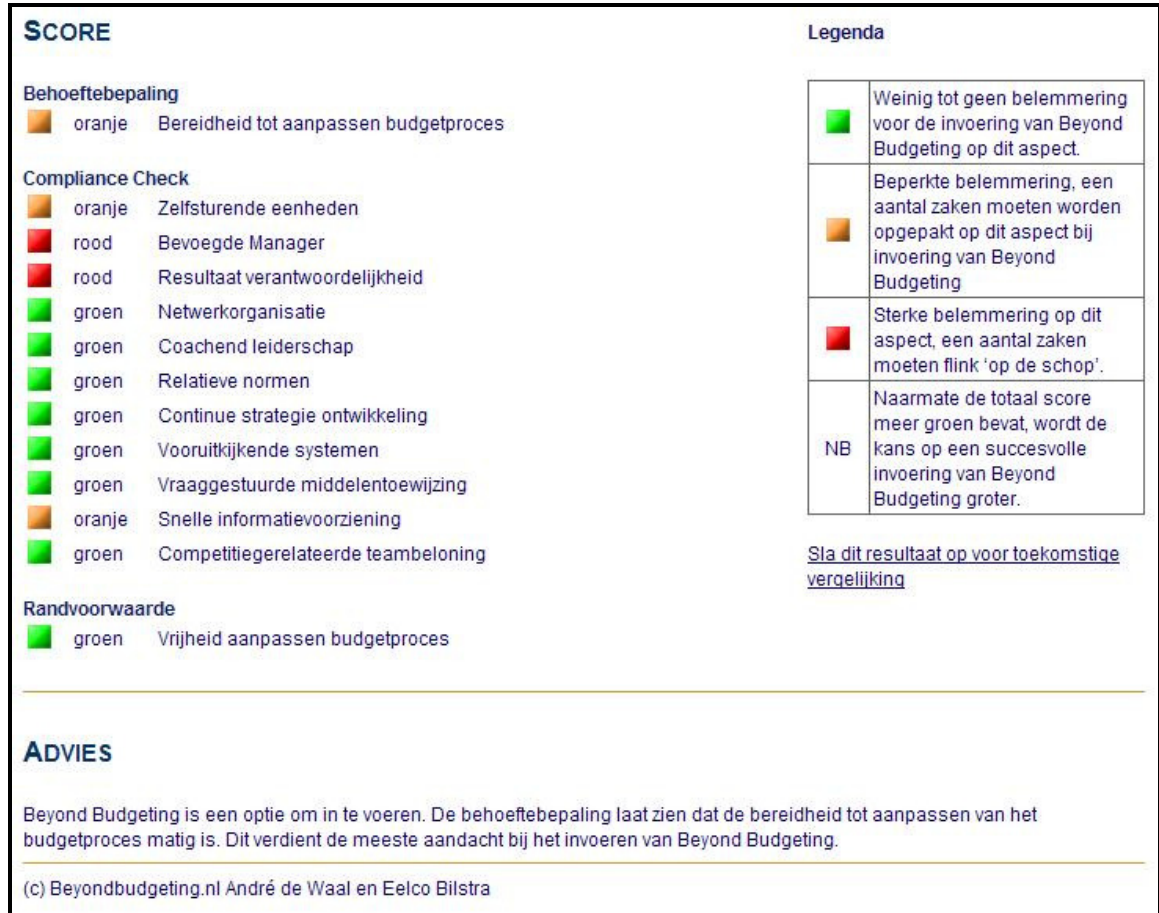 SCORE
Behoeftebepaling
oranje Bereidheid tot aanpassen budgetproces
Compliance Check
oranje Zelfsturende eenheden
rood Bevoegde Manager
rood Resultaat verantwoordelijkheid
groen Netwerkorganisatie
groen Coachend leiderschap
groen Relatieve normen
groen Continue strategie ontwikkeling
groen Vooruitkijkende systemen
groen Vraaggestuurde middelentoewijzing
oranje Snelle informatievoorziening
groen Competitiegerelateerde teambeloning
Randvoorwaarde
groen Vrijheid aanpassen budgetproces
Legenda
Weinig tot geen belemmering
voor de invoering van Beyond
Budgeting op dit aspect.
Beperkte belemmering, een
aantal zaken moeten worden
opgepakt op dit aspect bij
invoering van Beyond
Budgeting
Sterke belemmering op dit
aspect, een aantal zaken
moeten flink ‘op de schop’.
Naarmate de totaal score
meer groen bevat, wordt de
NB kans op een succesvolle
invoering van Beyond
Budgeting groter.
Sla dit resultaat op voor toekomstige
vergelijking
ADVIES
Beyond Budgeting is een optie om in te voeren. De behoeftebepaling laat zien dat de bereidheid tot aanpassen van het
budgetproces matig is. Dit verdient de meeste aandacht bij het invoeren van Beyond Budgeting.
(c) Beyondbudgeting.nl André de Waal en Eelco Bilstra